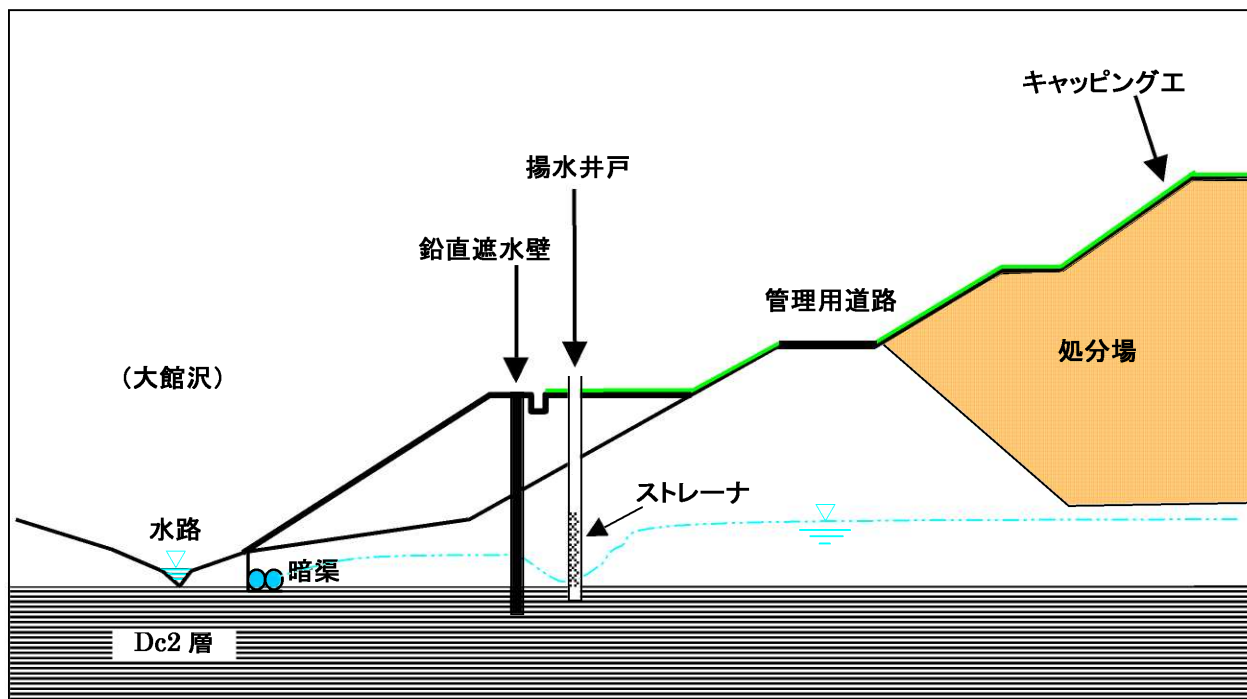 キャッピング工
揚水井戸
鉛直遮水壁
管理用道路
処分場
（大館沢）
ストレーナ
水路
暗渠
Dc2 層